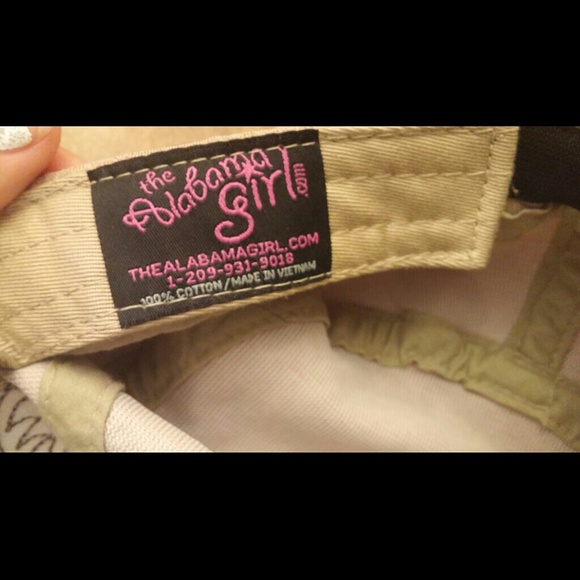 the
Alabama
girl.com
THEALABAMAGIRL.COM
1-209-931-9018
100% COTTON / MADE IN VIETNAM